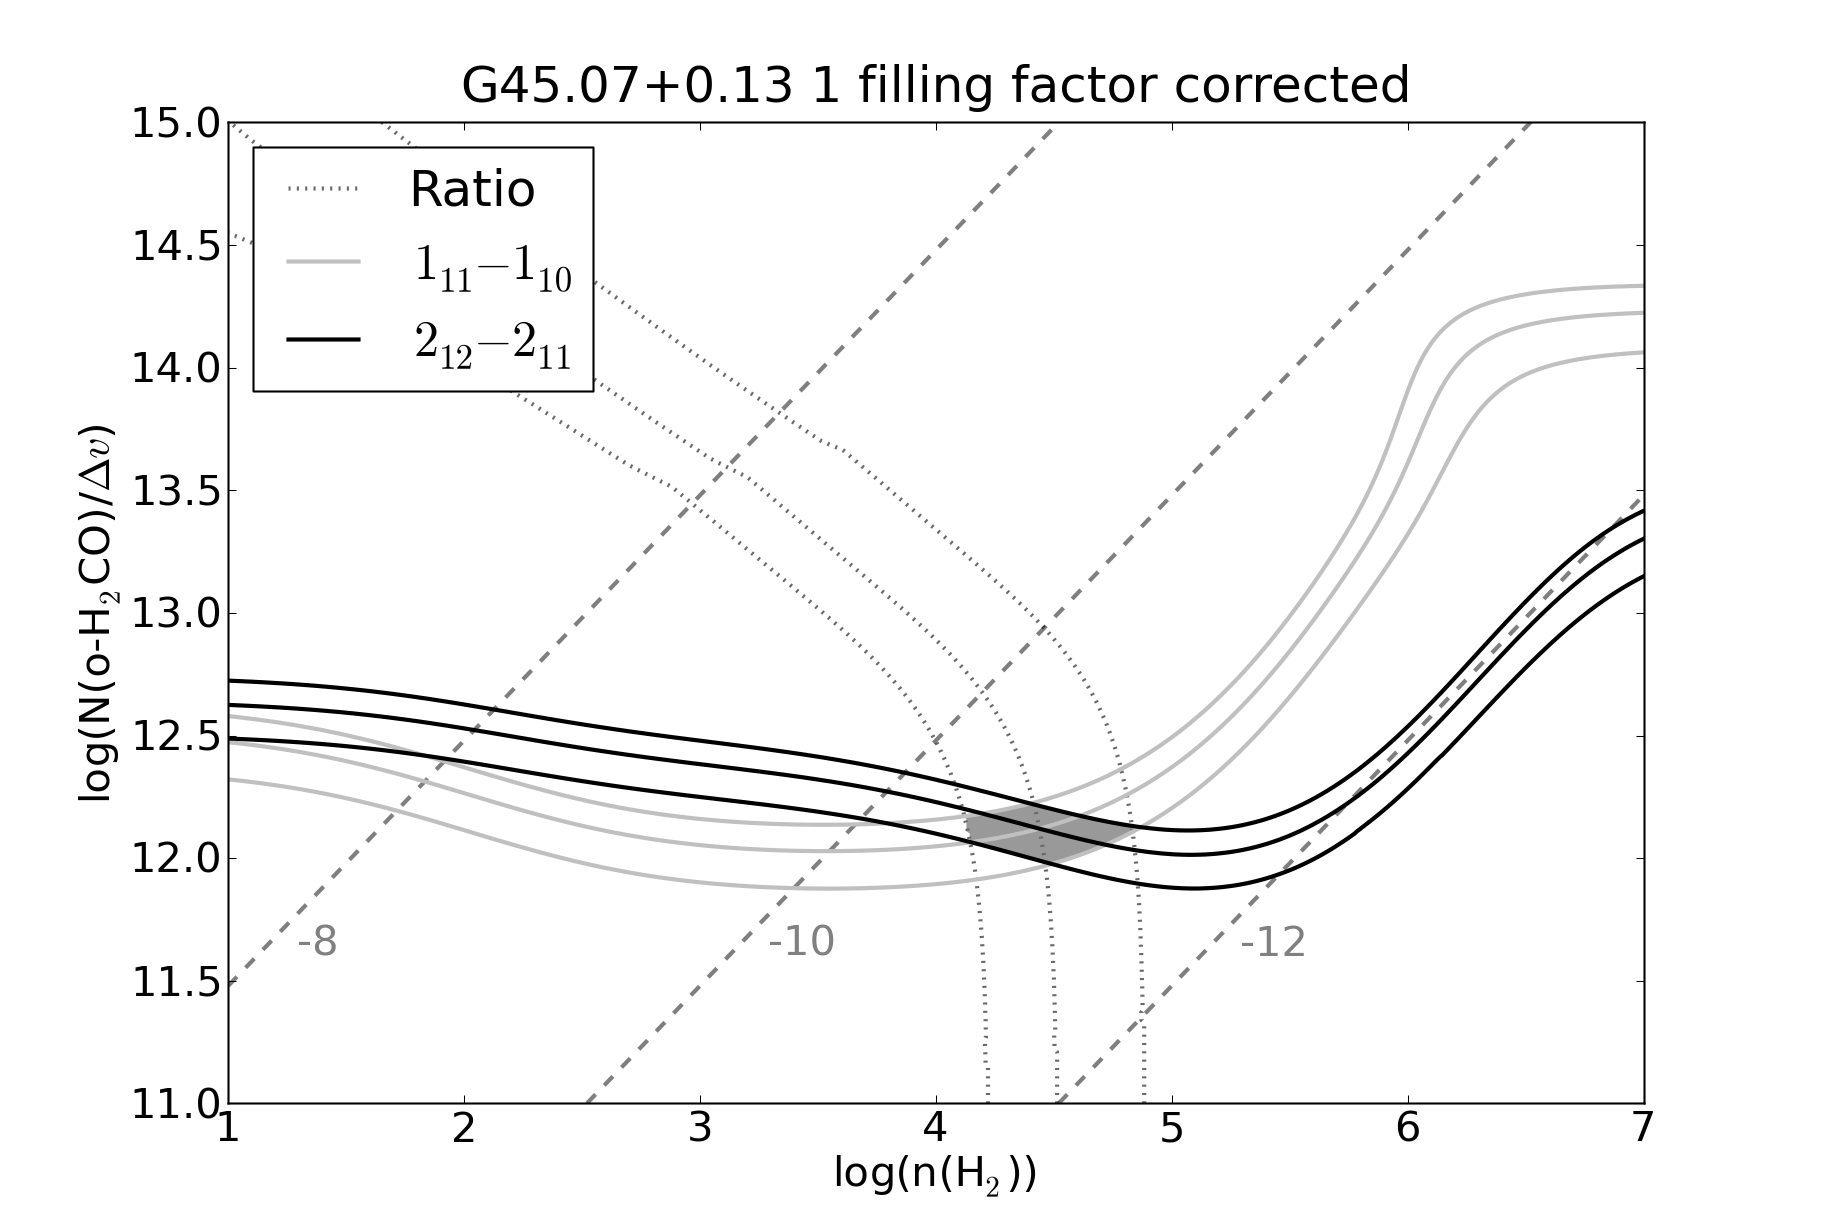 G45.07+0.13 1 filling factor corrected
15.0
14.5
14.0
13.5
13.0
12.5
12.0
11.5
11.0
log(N(o-H₂CO)/Δv)
Ratio
1₁₁−1₁₀
2₁₂−2₁₁
-8
-10
-12
1 2 3 4 5 6 7
log(n(H₂))